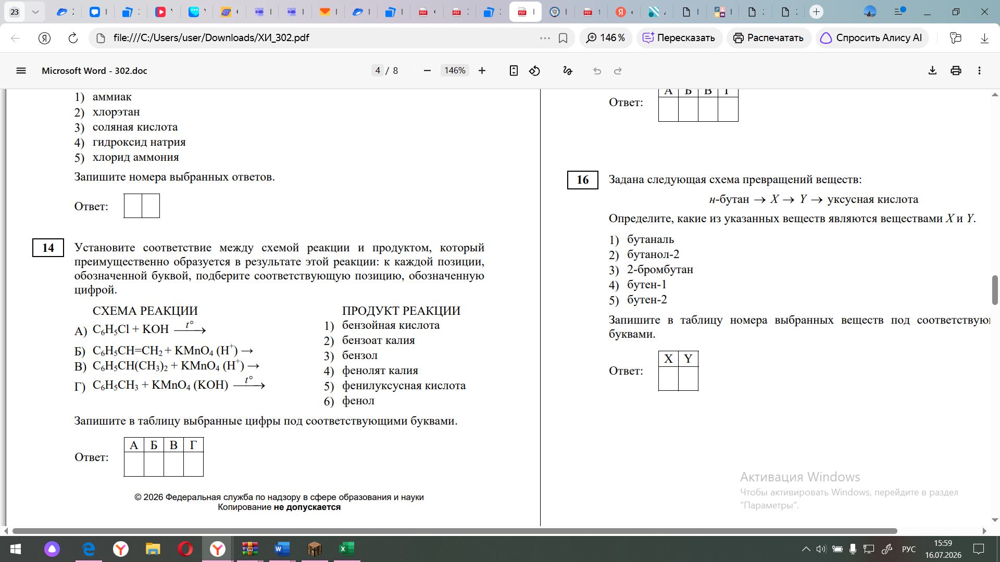 23
file:///C:/Users/user/Downloads/ХИ_302.pdf
146 %
Пересказать
Распечатать
Спросить Алису AI
Microsoft Word - 302.doc
4 / 8
146%
1) аммиак
2) хлорэтан
3) соляная кислота
4) гидроксид натрия
5) хлорид аммония
Запишите номера выбранных ответов.
Ответ:
14
Установите соответствие между схемой реакции и продуктом, который
преимущественно образуется в результате этой реакции: к каждой позиции,
обозначенной буквой, подберите соответствующую позицию, обозначенную
цифрой.
СХЕМА РЕАКЦИИ
А) C₆H₅Cl + KOH —t°→
Б) C₆H₅CH=CH₂ + KMnO₄ (H⁺) →
В) C₆H₅CH(CH₃)₂ + KMnO₄ (H⁺) →
Г) C₆H₅CH₃ + KMnO₄ (KOH) —t°→
ПРОДУКТ РЕАКЦИИ
1) бензойная кислота
2) бензоат калия
3) бензол
4) фенолят калия
5) фенилуксусная кислота
6) фенол
Запишите в таблицу выбранные цифры под соответствующими буквами.
А Б В Г
Ответ:
© 2026 Федеральная служба по надзору в сфере образования и науки
Копирование не допускается
А Б В Г
Ответ:
16
Задана следующая схема превращений веществ:
н-бутан → X → Y → уксусная кислота
Определите, какие из указанных веществ являются веществами X и Y.
1) бутаналь
2) бутанол-2
3) 2-бромбутан
4) бутен-1
5) бутен-2
Запишите в таблицу номера выбранных веществ под
буквами.
X Y
Ответ:
Активация Windows
Чтобы активировать Windows, перейдите в раздел
"Параметры".
РУС
15:59
16.07.2026